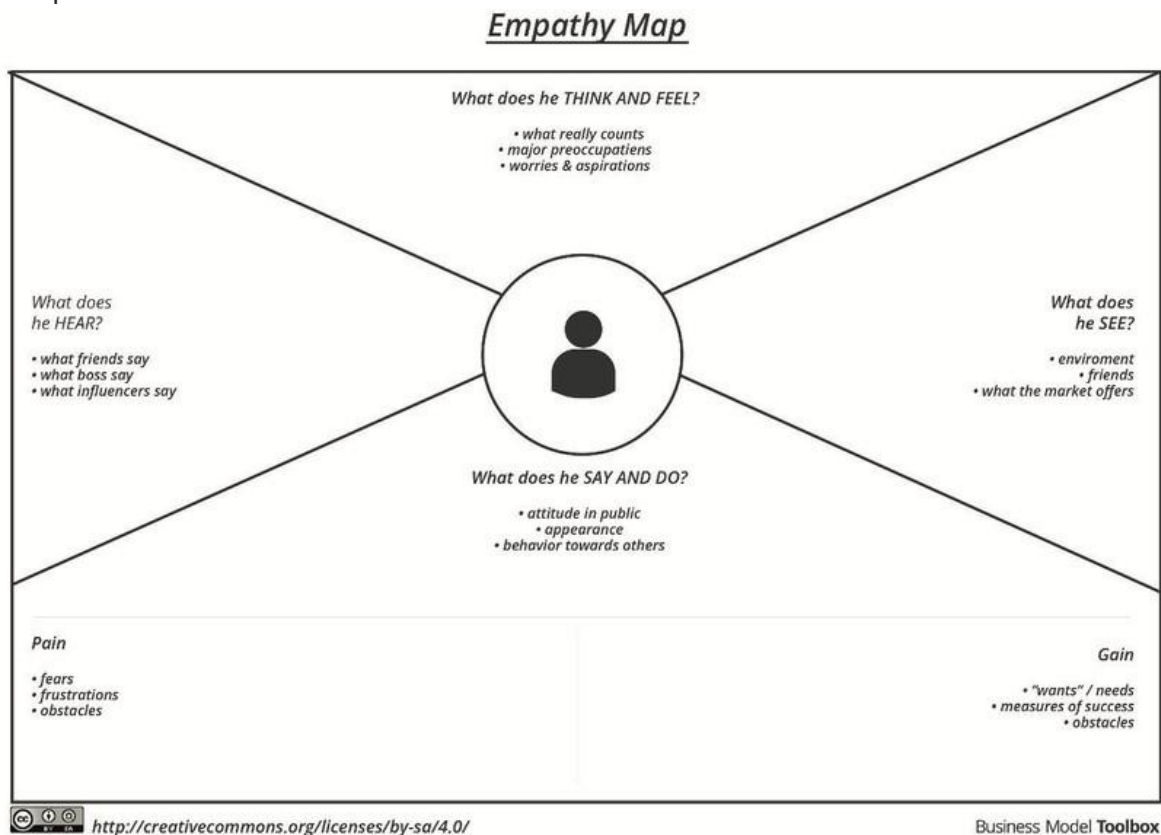 Empathy Map
What does he THINK AND FEEL?
• what really counts
• major preoccupatiens
• worries & aspirations
What does
he HEAR?
• what friends say
• what boss say
• what influencers say
What does
he SEE?
• enviroment
• friends
• what the market offers
What does he SAY AND DO?
• attitude in public
• appearance
• behavior towards others
Pain
• fears
• frustrations
• obstacles
Gain
• "wants" / needs
• measures of success
• obstacles
cc BY SA
http://creativecommons.org/licenses/by-sa/4.0/
Business Model Toolbox